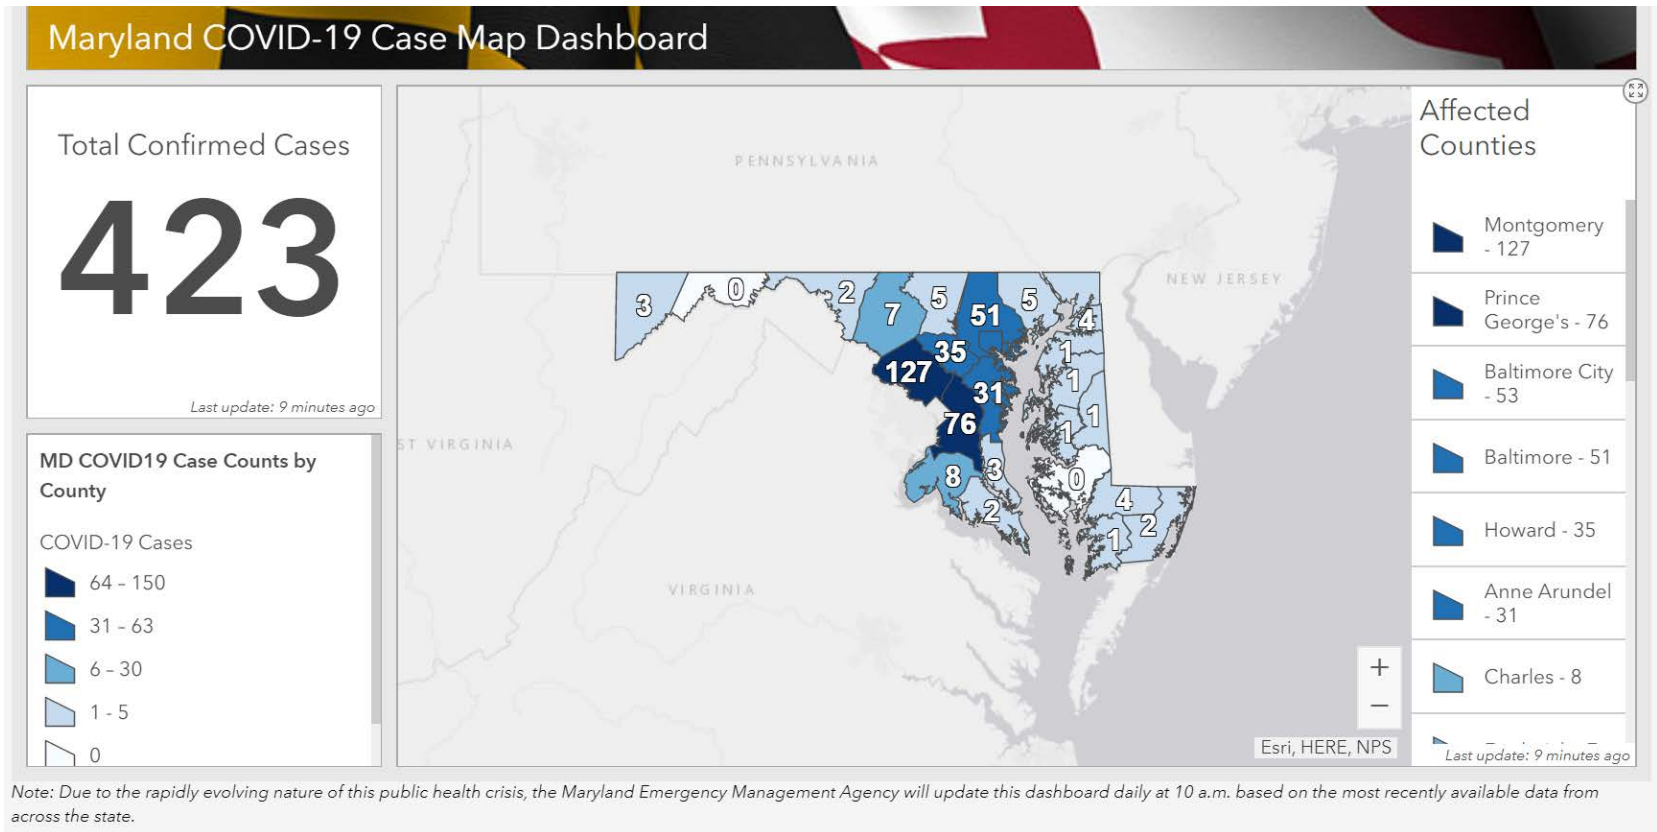 Maryland COVID-19 Case Map Dashboard
Total Confirmed Cases
423
Last update: 9 minutes ago
MD COVID19 Case Counts by
County
COVID-19 Cases
64 - 150
31 - 63
6 - 30
1 - 5
0
PENNSYLVANIA
NEW JERSEY
ST VIRGINIA
VIRGINIA
3
0
2
7
5
51
5
4
35
1
127
1
31
1
76
1
8
3
0
2
4
2
1
+
−
Esri, HERE, NPS
Affected
Counties
Montgomery
- 127
Prince
George's - 76
Baltimore City
- 53
Baltimore - 51
Howard - 35
Anne Arundel
- 31
Charles - 8
Last update: 9 minutes ago
Note: Due to the rapidly evolving nature of this public health crisis, the Maryland Emergency Management Agency will update this dashboard daily at 10 a.m. based on the most recently available data from
across the state.